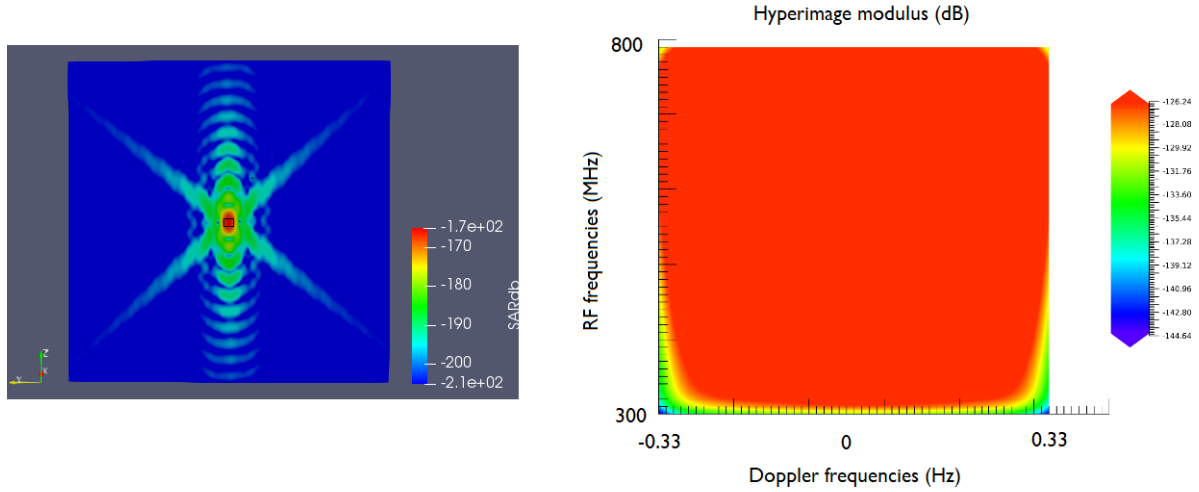 -1.7e+02
-170
-180
-190
-200
-2.1e+02
SARdb
Z
X
Y
Hyperimage modulus (dB)
800
300
RF frequencies (MHz)
-0.33
0
0.33
Doppler frequencies (Hz)
-126.24
-128.08
-129.92
-131.76
-133.60
-135.44
-137.28
-139.12
-140.96
-142.80
-144.64